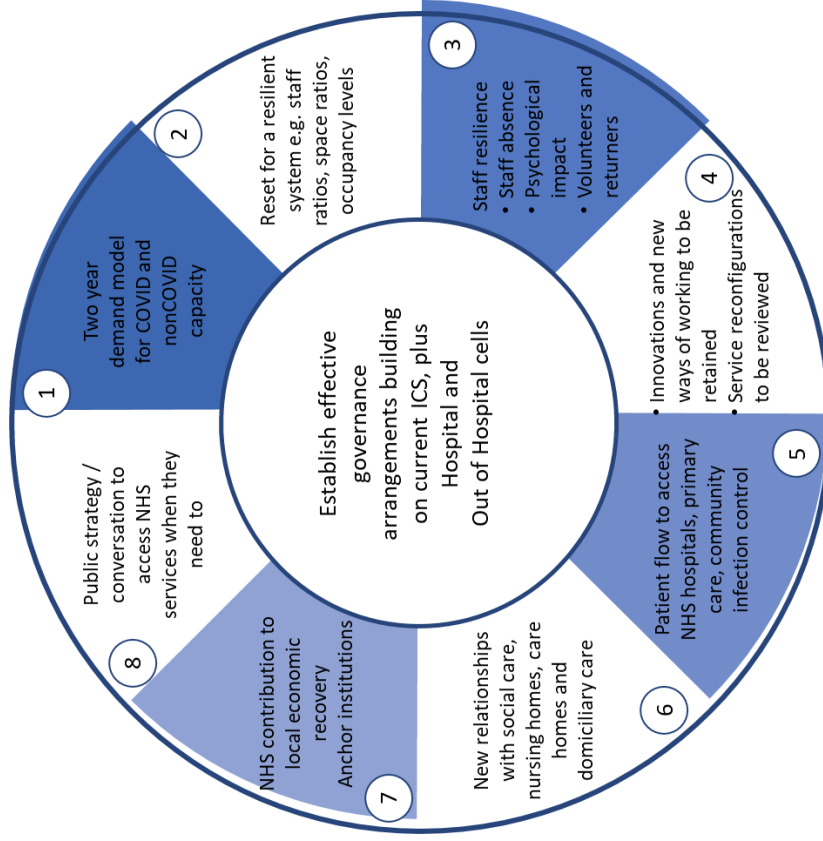 1
Two year
demand model
for COVID and
nonCOVID
capacity
2
Reset for a resilient
system e.g. staff
ratios, space ratios,
occupancy levels
3
Staff resilience
• Staff absence
• Psychological
impact
• Volunteers and
returners
4
• Innovations and new
ways of working to be
retained
• Service reconfigurations
to be reviewed
5
Patient flow to access
NHS hospitals, primary
care, community
infection control
6
New relationships
with social care,
nursing homes, care
homes and
domiciliary care
7
NHS contribution to
local economic
recovery
Anchor institutions
8
Public strategy /
conversation to
access NHS
services when they
need to
Establish effective
governance
arrangements building
on current ICS, plus
Hospital and
Out of Hospital cells